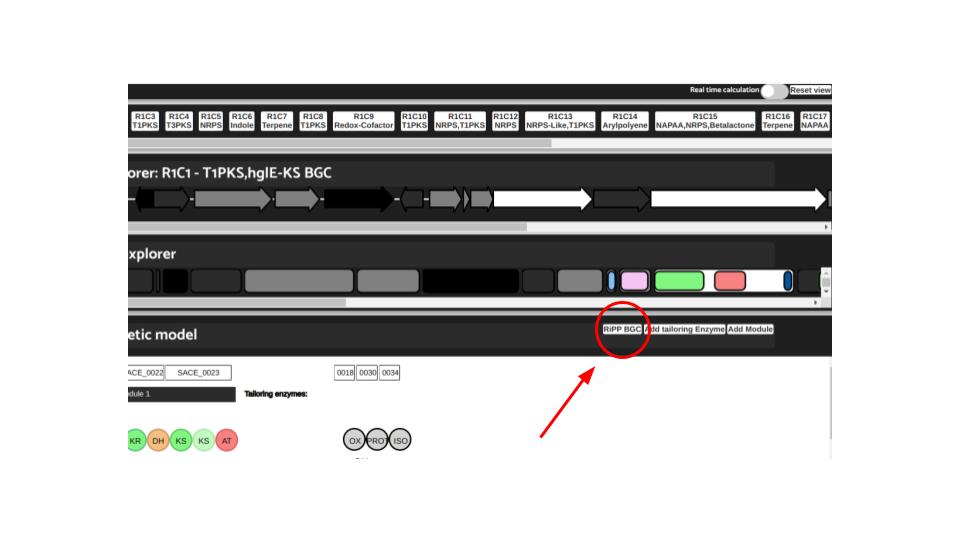 Real time calculation Reset view
R1C3 R1C4 R1C5 R1C6 R1C7 R1C8 R1C9 R1C10 R1C11 R1C12 R1C13 R1C14 R1C15 R1C16 R1C17
T1PKS T3PKS NRPS Indole Terpene T1PKS Redox-Cofactor T1PKS NRPS,T1PKS NRPS NRPS-Like,T1PKS Arylpolyene NAPAA,NRPS,Betalactone Terpene NAPAA
orer: R1C1 - T1PKS,hglE-KS BGC
xplorer
etic model RiPP BGC Add tailoring Enzyme Add Module
ACE_0022 SACE_0023 0018 0030 0034
dule 1 Tailoring enzymes:
KR DH KS KS AT OX PROT ISO